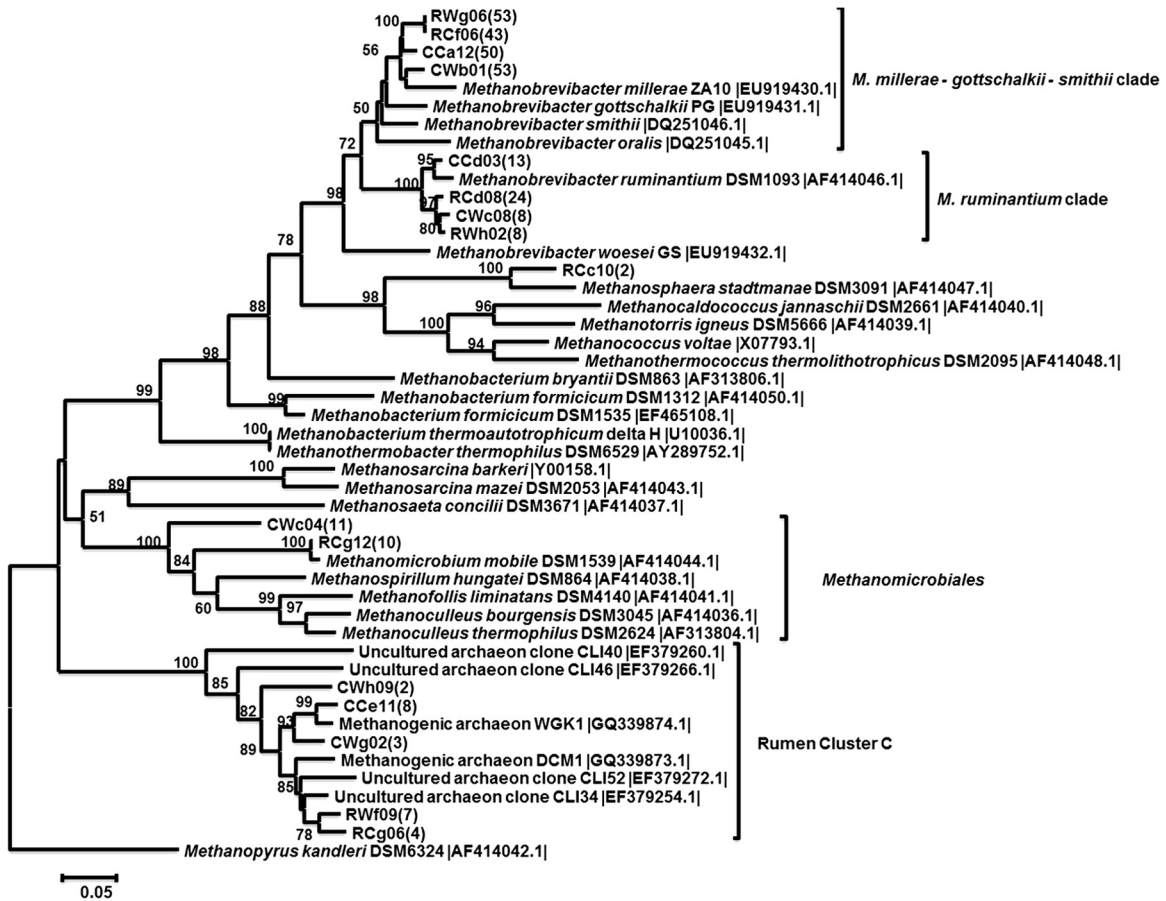 RWg06(53)
100
RCf06(43)
56
CCa12(50)
CWb01(53)
Methanobrevibacter millerae ZA10 |EU919430.1|
M. millerae - gottschalkii - smithii clade
Methanobrevibacter gottschalkii PG |EU919431.1|
50
Methanobrevibacter smithii |DQ251046.1|
72
Methanobrevibacter oralis |DQ251045.1|
95
CCd03(13)
100
Methanobrevibacter ruminantium DSM1093 |AF414046.1|
98
97
RCd08(24)
M. ruminantium clade
CWc08(8)
80
RWh02(8)
78
Methanobrevibacter woesei GS |EU919432.1|
100
RCc10(2)
Methanosphaera stadtmanae DSM3091 |AF414047.1|
98
88
96
Methanocaldococcus jannaschii DSM2661 |AF414040.1|
100
Methanotorris igneus DSM5666 |AF414039.1|
94
Methanococcus voltae |X07793.1|
98
Methanothermococcus thermolithotrophicus DSM2095 |AF414048.1|
Methanobacterium bryantii DSM863 |AF313806.1|
99
99
Methanobacterium formicicum DSM1312 |AF414050.1|
Methanobacterium formicicum DSM1535 |EF465108.1|
100
Methanobacterium thermoautotrophicum delta H |U10036.1|
Methanothermobacter thermophilus DSM6529 |AY289752.1|
100
Methanosarcina barkeri |Y00158.1|
89
Methanosarcina mazei DSM2053 |AF414043.1|
Methanosaeta concilii DSM3671 |AF414037.1|
51
CWc04(11)
100
100
RCg12(10)
84
Methanomicrobium mobile DSM1539 |AF414044.1|
Methanospirillum hungatei DSM864 |AF414038.1|
Methanomicrobiales
60
99
Methanofollis liminatans DSM4140 |AF414041.1|
97
Methanoculleus bourgensis DSM3045 |AF414036.1|
Methanoculleus thermophilus DSM2624 |AF313804.1|
Uncultured archaeon clone CLI40 |EF379260.1|
100
Uncultured archaeon clone CLI46 |EF379266.1|
85
CWh09(2)
82
99
CCe11(8)
93
Methanogenic archaeon WGK1 |GQ339874.1|
CWg02(3)
Rumen Cluster C
89
Methanogenic archaeon DCM1 |GQ339873.1|
85
Uncultured archaeon clone CLI52 |EF379272.1|
Uncultured archaeon clone CLI34 |EF379254.1|
RWf09(7)
78
RCg06(4)
Methanopyrus kandleri DSM6324 |AF414042.1|
0.05